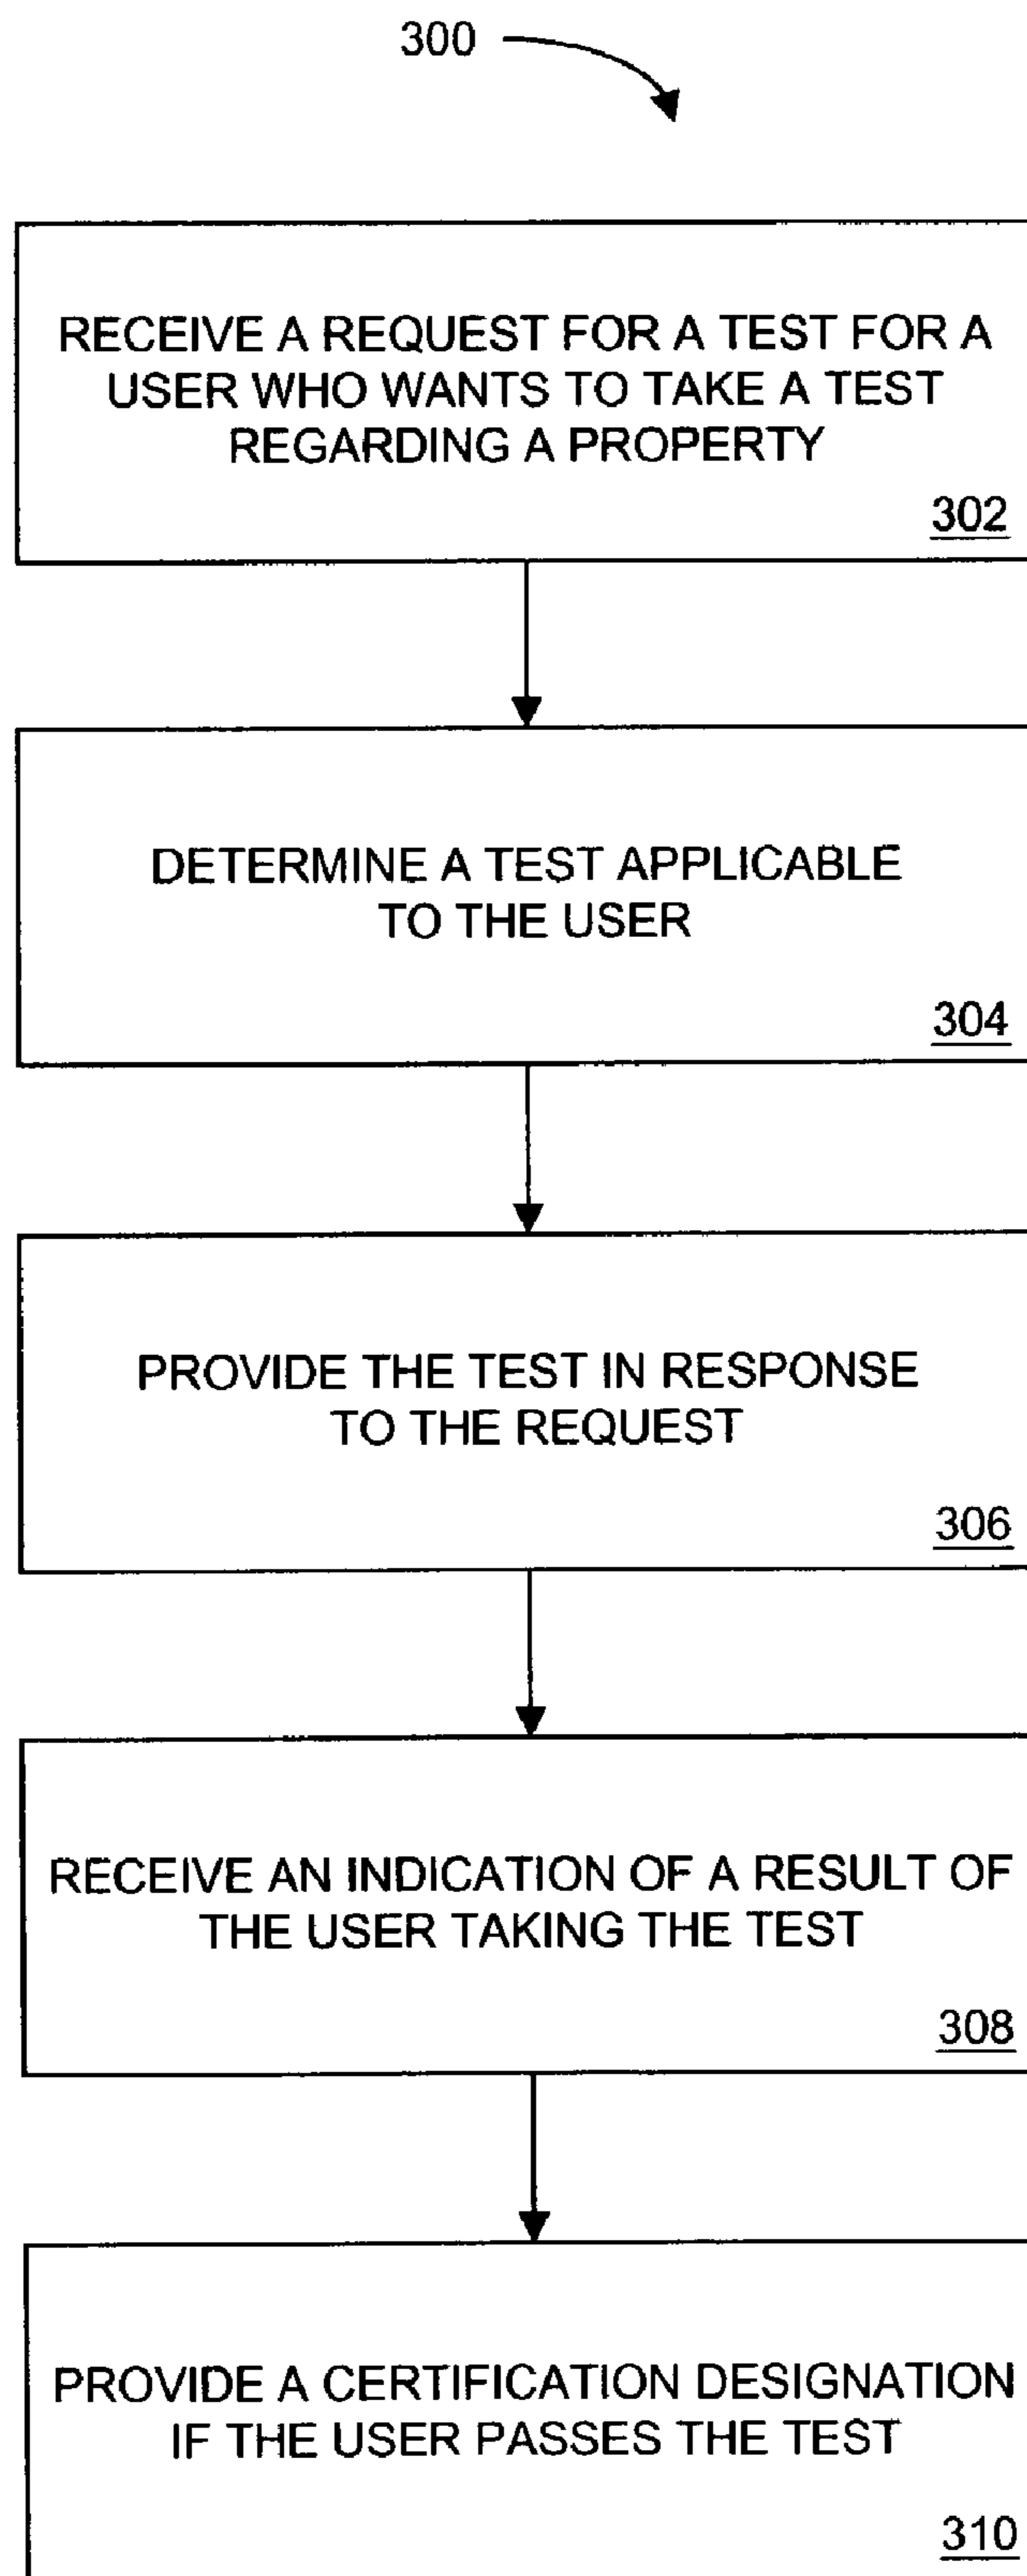 300
RECEIVE A REQUEST FOR A TEST FOR A
USER WHO WANTS TO TAKE A TEST
REGARDING A PROPERTY
302
DETERMINE A TEST APPLICABLE
TO THE USER
304
PROVIDE THE TEST IN RESPONSE
TO THE REQUEST
306
RECEIVE AN INDICATION OF A RESULT OF
THE USER TAKING THE TEST
308
PROVIDE A CERTIFICATION DESIGNATION
IF THE USER PASSES THE TEST
310